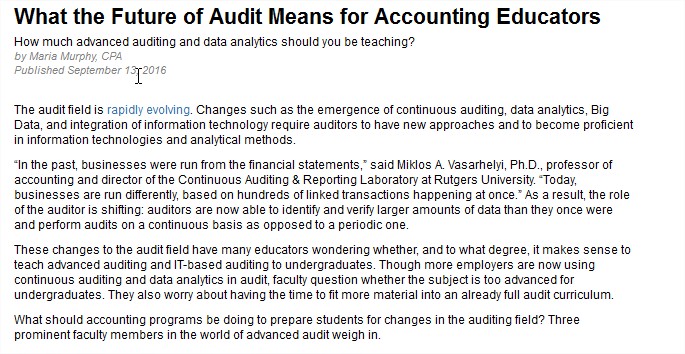 What the Future of Audit Means for Accounting Educators
How much advanced auditing and data analytics should you be teaching?
by Maria Murphy, CPA
Published September 13, 2016
The audit field is rapidly evolving. Changes such as the emergence of continuous auditing, data analytics, Big
Data, and integration of information technology require auditors to have new approaches and to become proficient
in information technologies and analytical methods.
“In the past, businesses were run from the financial statements,” said Miklos A. Vasarhelyi, Ph.D., professor of
accounting and director of the Continuous Auditing & Reporting Laboratory at Rutgers University. “Today,
businesses are run differently, based on hundreds of linked transactions happening at once.” As a result, the role
of the auditor is shifting: auditors are now able to identify and verify larger amounts of data than they once were
and perform audits on a continuous basis as opposed to a periodic one.
These changes to the audit field have many educators wondering whether, and to what degree, it makes sense to
teach advanced auditing and IT-based auditing to undergraduates. Though more employers are now using
continuous auditing and data analytics in audit, faculty question whether the subject is too advanced for
undergraduates. They also worry about having the time to fit more material into an already full audit curriculum.
What should accounting programs be doing to prepare students for changes in the auditing field? Three
prominent faculty members in the world of advanced audit weigh in.